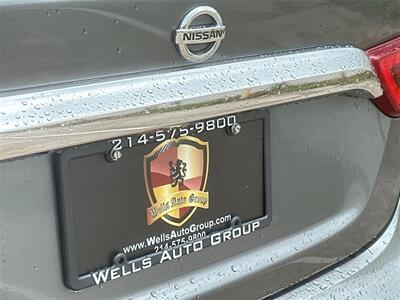 NISSAN
214-575-9800
Wells Auto Group
www.WellsAutoGroup.com
214-575-9800
WELLS AUTO GROUP